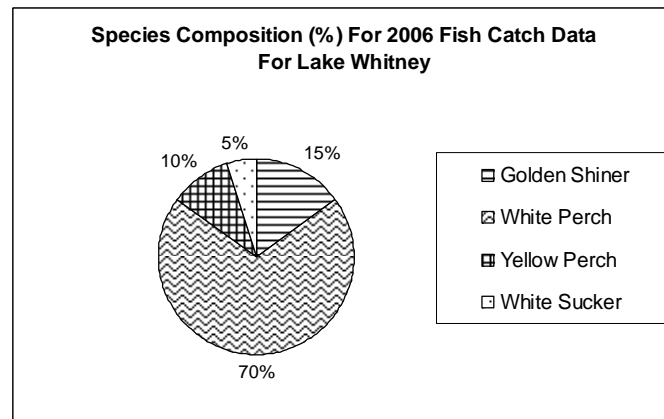 Species Composition (%) For 2006 Fish Catch Data
For Lake Whitney
5%
15%
10%
70%
Golden Shiner
White Perch
Yellow Perch
White Sucker